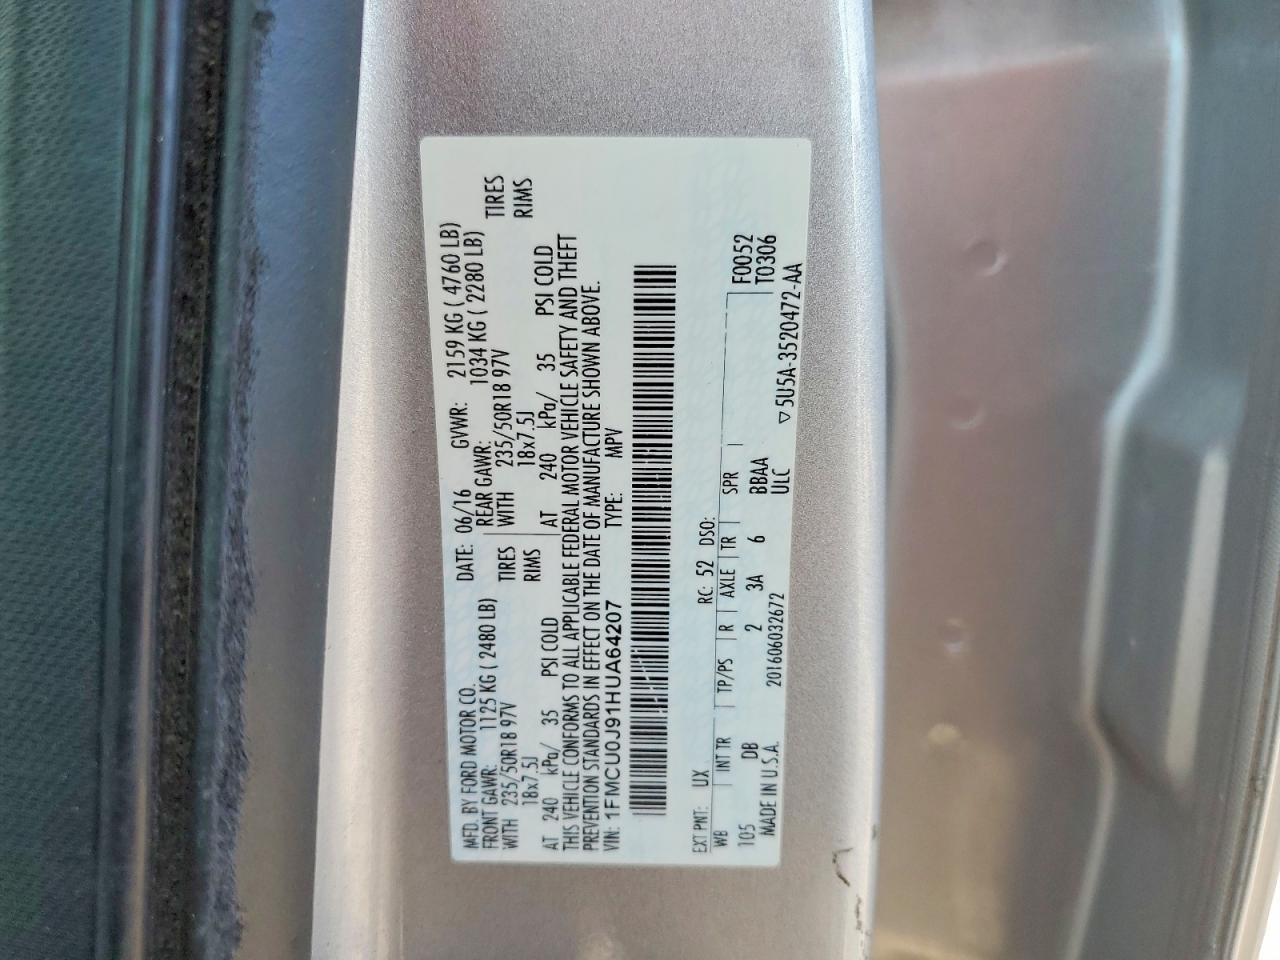 MFD. BY FORD MOTOR CO. DATE: 06/16 GVWR: 2159 KG ( 4760 LB)
FRONT GAWR: 1125 KG ( 2480 LB) REAR GAWR: 1034 KG ( 2280 LB)
WITH 235/50R18 97V TIRES WITH 235/50R18 97V TIRES
18x7.5J RIMS 18x7.5J RIMS
AT 240 kPa/ 35 PSI COLD AT 240 kPa/ 35 PSI COLD
THIS VEHICLE CONFORMS TO ALL APPLICABLE FEDERAL MOTOR VEHICLE SAFETY AND THEFT
PREVENTION STANDARDS IN EFFECT ON THE DATE OF MANUFACTURE SHOWN ABOVE.
VIN: 1FMCU0J91HUA64207 TYPE: MPV
EXT PNT: UX RC: 52 DSO:
WB INT TR TP/PS R AXLE TR SPR F0052
105 DB 2 3A 6 BBAA T0306
MADE IN U.S.A. 201606032672 ULC
▽5U5A-3520472-AA